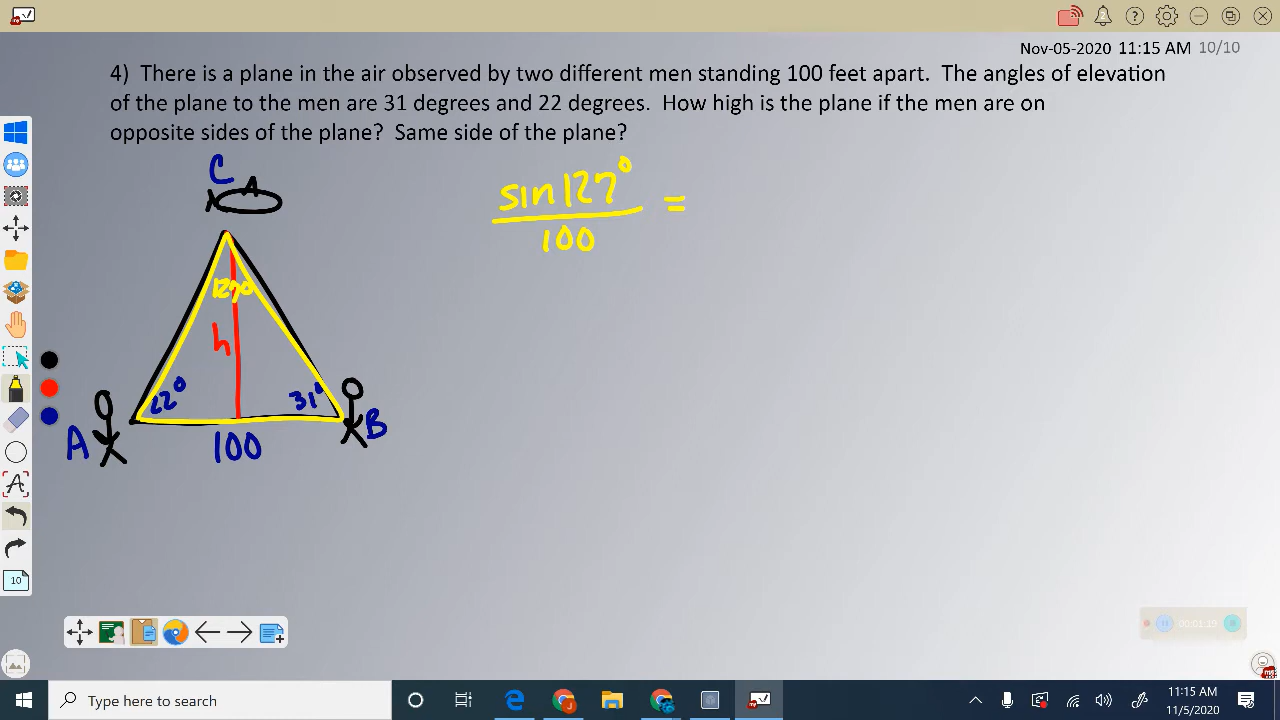 Nov-05-2020 11:15 AM 10/10
4) There is a plane in the air observed by two different men standing 100 feet apart. The angles of elevation
of the plane to the men are 31 degrees and 22 degrees. How high is the plane if the men are on
opposite sides of the plane? Same side of the plane?
C
sin 127° =
100
127°
h
22° 31°
A B
100
10
00:01:29
Type here to search
11:15 AM
11/5/2020